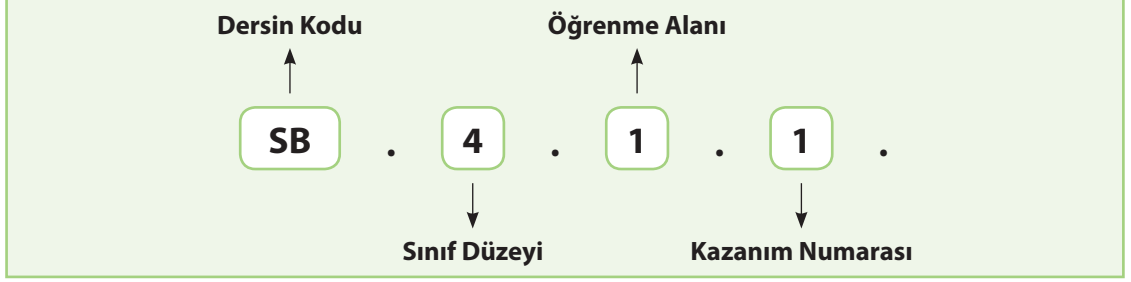 Dersin Kodu Öğrenme Alanı
SB . 4 . 1 . 1 .
Sınıf Düzeyi Kazanım Numarası